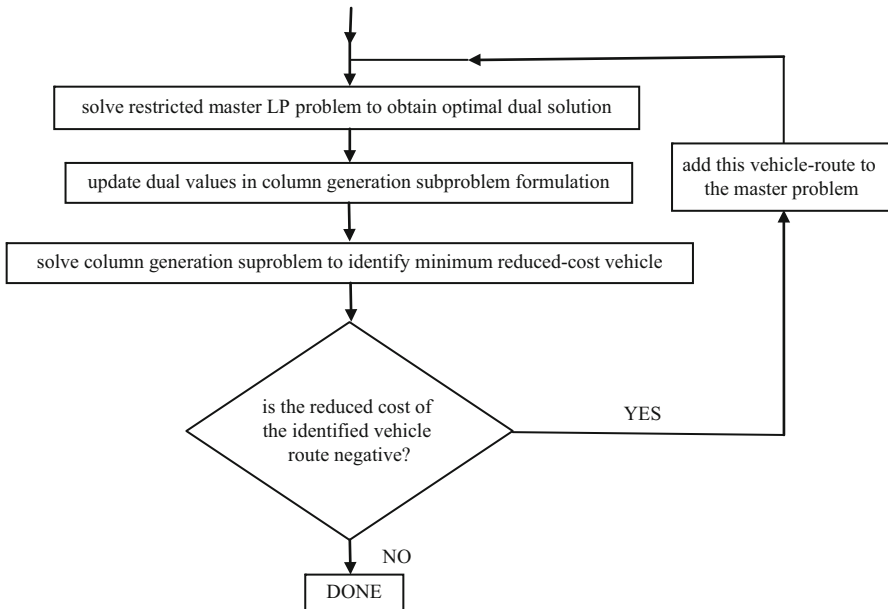 solve restricted master LP problem to obtain optimal dual solution
update dual values in column generation subproblem formulation
solve column generation suproblem to identify minimum reduced-cost vehicle
is the reduced cost of
the identified vehicle
route negative?
YES
add this vehicle-route to
the master problem
NO
DONE